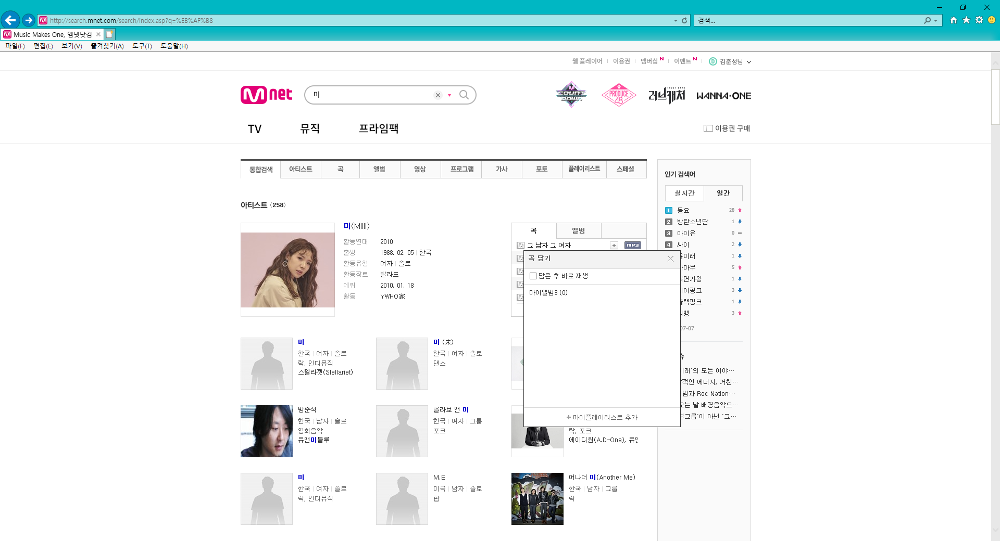 http://search.mnet.com/search/index.asp?q=%EB%AF%B8
검색...
Music Makes One, 엠넷닷컴
파일(F) 편집(E) 보기(V) 즐겨찾기(A) 도구(T) 도움말(H)
웹 플레이어 이용권 멤버십 N 이벤트 N D 김준성님
Mnet
미
M COUNT DOWN
PRODUCE 48
TRUST GAME
러브캐처
WANNA·ONE
TV 뮤직 프라임팩
이용권 구매
통합검색 아티스트 곡 앨범 영상 프로그램 가사 포토 플레이리스트 스페셜
아티스트 (258)
미(MIIII)
활동연대 2010
출생 1988. 02. 05 한국
활동유형 여자 솔로
활동장르 발라드
데뷔 2010. 01. 18
활동 YWHO家
곡 앨범
그 남자 그 여자 + MP3
곡 담기
담은 후 바로 재생
마이앨범3 (0)
+ 마이플레이리스트 추가
미
한국 여자 솔로
락, 인디뮤직
스텔라젯(Stellarjet)
미 (未)
한국 여자 솔로
댄스
방준석
한국 남자 솔로
영화음악
유앤미블루
콜라보 앤 미
한국 여자 그룹
포크
락, 포크
에이디원(A.D-One), 유앤
미
한국 여자 솔로
락, 인디뮤직
M.E
미국 남자 솔로
팝
어나더 미(Another Me)
한국 남자 그룹
락
인기 검색어
실시간 일간
1 동요 28
2 방탄소년단 1
3 아이유 0
4 싸이 2
윤미래 1
마무 5
면가왕 1
이핑크 3
블랙핑크 1
뱅 3
07-07
슈
미래`의 모든 이야…
적인 에너지, 거친…
범과 Roc Nation…
오는 날 배경음악으…
걸그룹`이 아닌 `그…